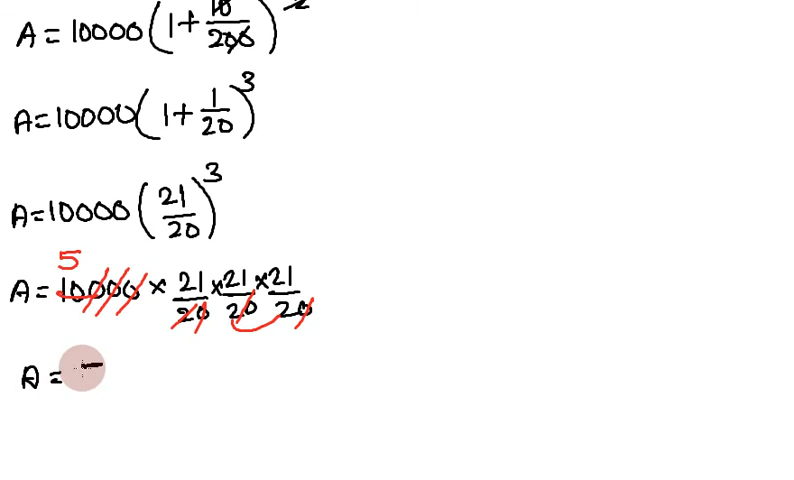 A = 10000 (1 + 10/200)
A = 10000 (1 + 1/20)^3
A = 10000 (21/20)^3
5
A = 10000 × 21/20 × 21/20 × 21/20
A =